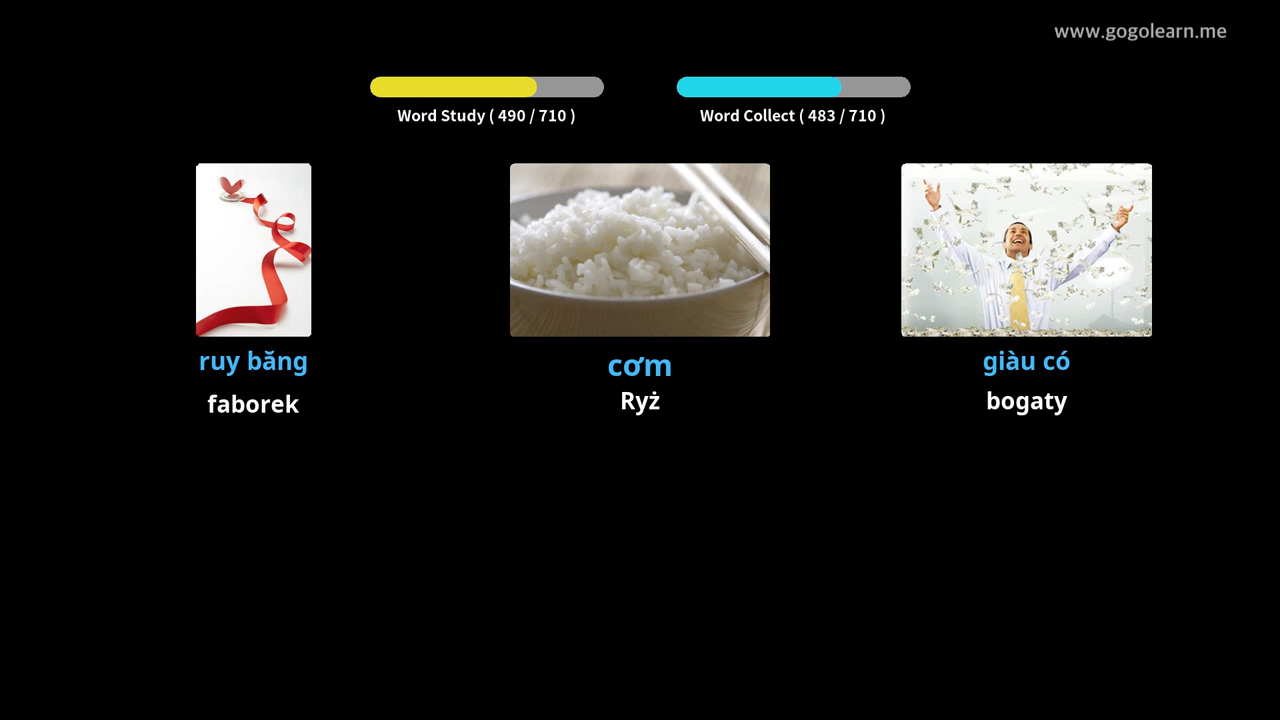 www.gogolearn.me
Word Study ( 490 / 710 )
Word Collect ( 483 / 710 )
ruy băng
faborek
cơm
Ryż
giàu có
bogaty